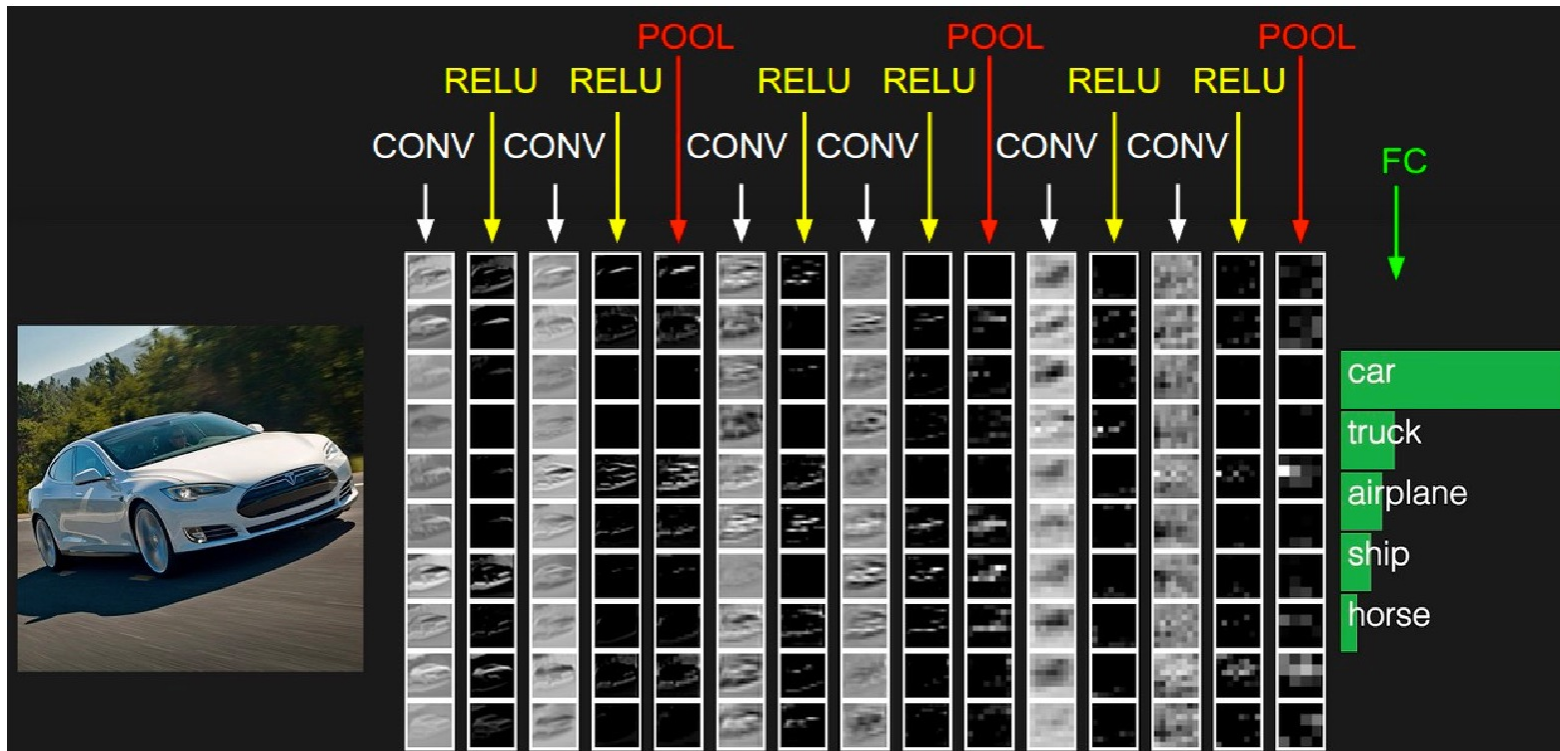 POOL POOL POOL
RELU RELU RELU RELU RELU RELU
CONV CONV CONV CONV CONV CONV
FC
car
truck
airplane
ship
horse